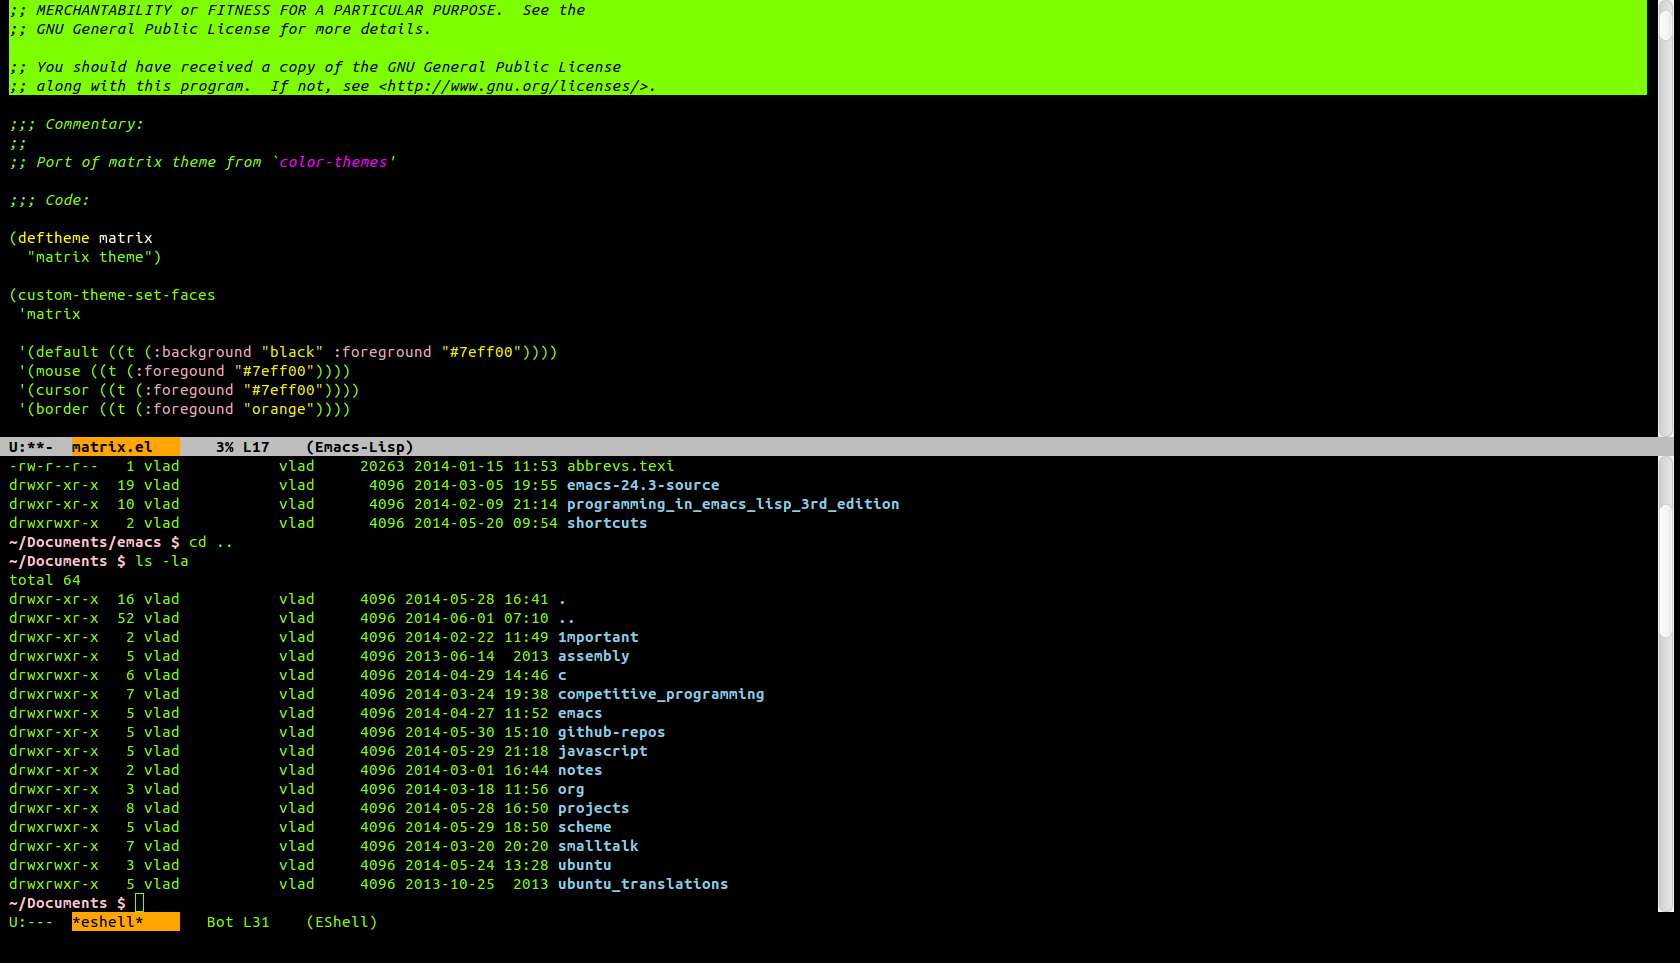 ;; MERCHANTABILITY or FITNESS FOR A PARTICULAR PURPOSE.  See the
;; GNU General Public License for more details.
;; You should have received a copy of the GNU General Public License
;; along with this program.  If not, see <http://www.gnu.org/licenses/>.
;;; Commentary:
;;
;; Port of matrix theme from `color-themes'
;;; Code:
(deftheme matrix
  "matrix theme")
(custom-theme-set-faces
 'matrix
 '(default ((t (:background "black" :foreground "#7eff00"))))
 '(mouse ((t (:foregound "#7eff00"))))
 '(cursor ((t (:foregound "#7eff00"))))
 '(border ((t (:foregound "orange"))))
U:**-  matrix.el       3% L17    (Emacs-Lisp)
-rw-r--r--   1 vlad           vlad     20263 2014-01-15 11:53 abbrevs.texi
drwxr-xr-x  19 vlad           vlad      4096 2014-03-05 19:55 emacs-24.3-source
drwxr-xr-x  10 vlad           vlad      4096 2014-02-09 21:14 programming_in_emacs_lisp_3rd_edition
drwxrwxr-x   2 vlad           vlad      4096 2014-05-20 09:54 shortcuts
~/Documents/emacs $ cd ..
~/Documents $ ls -la
total 64
drwxr-xr-x  16 vlad           vlad     4096 2014-05-28 16:41 .
drwxr-xr-x  52 vlad           vlad     4096 2014-06-01 07:10 ..
drwxr-xr-x   2 vlad           vlad     4096 2014-02-22 11:49 1mportant
drwxrwxr-x   5 vlad           vlad     4096 2013-06-14  2013 assembly
drwxrwxr-x   6 vlad           vlad     4096 2014-04-29 14:46 c
drwxrwxr-x   7 vlad           vlad     4096 2014-03-24 19:38 competitive_programming
drwxrwxr-x   5 vlad           vlad     4096 2014-04-27 11:52 emacs
drwxrwxr-x   5 vlad           vlad     4096 2014-05-30 15:10 github-repos
drwxrwxr-x   5 vlad           vlad     4096 2014-05-29 21:18 javascript
drwxrwxr-x   2 vlad           vlad     4096 2014-03-01 16:44 notes
drwxrwxr-x   3 vlad           vlad     4096 2014-03-18 11:56 org
drwxr-xr-x   8 vlad           vlad     4096 2014-05-28 16:50 projects
drwxrwxr-x   5 vlad           vlad     4096 2014-05-29 18:50 scheme
drwxrwxr-x   7 vlad           vlad     4096 2014-03-20 20:20 smalltalk
drwxrwxr-x   3 vlad           vlad     4096 2014-05-24 13:28 ubuntu
drwxrwxr-x   5 vlad           vlad     4096 2013-10-25  2013 ubuntu_translations
~/Documents $
U:---  *eshell*       Bot L31    (EShell)